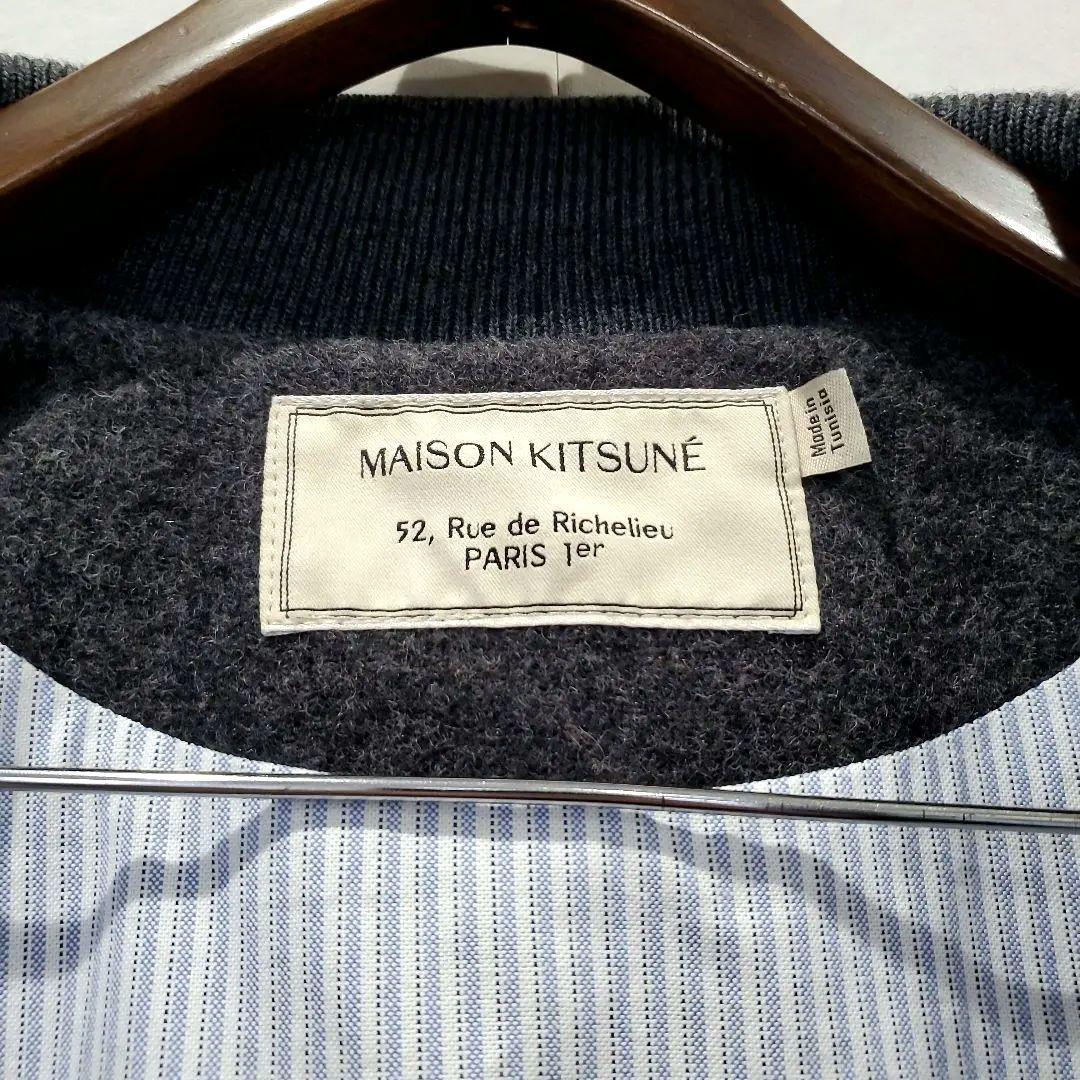 MAISON KITSUNÉ
52, Rue de Richelieu
PARIS 1er
Made in
Tunisia